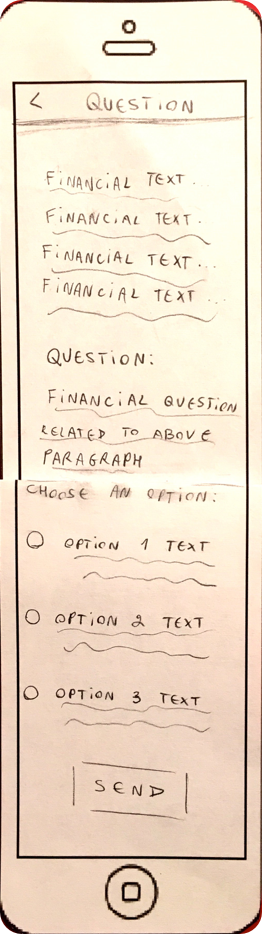 < QUESTION
FINANCIAL TEXT ...
FINANCIAL TEXT.
FINANCIAL TEXT...
FINANCIAL TEXT...
QUESTION:
FINANCIAL QUESTION
RELATED TO ABOVE
PARAGRAPH
CHOOSE AN OPTION:
OPTION 1 TEXT
OPTION 2 TEXT
OPTION 3 TEXT
SEND